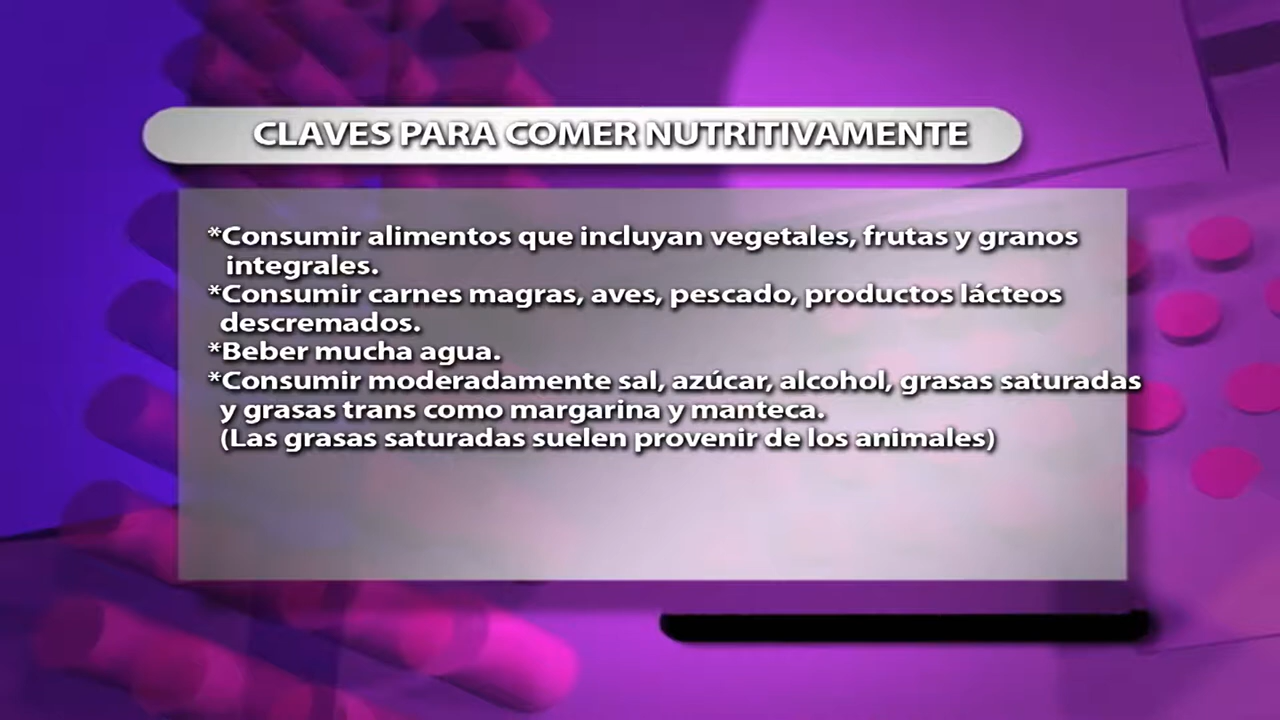 CLAVES PARA COMER NUTRITIVAMENTE
*Consumir alimentos que incluyan vegetales, frutas y granos
integrales.
*Consumir carnes magras, aves, pescado, productos lácteos
descremados.
*Beber mucha agua.
*Consumir moderadamente sal, azúcar, alcohol, grasas saturadas
y grasas trans como margarina y manteca.
(Las grasas saturadas suelen provenir de los animales)